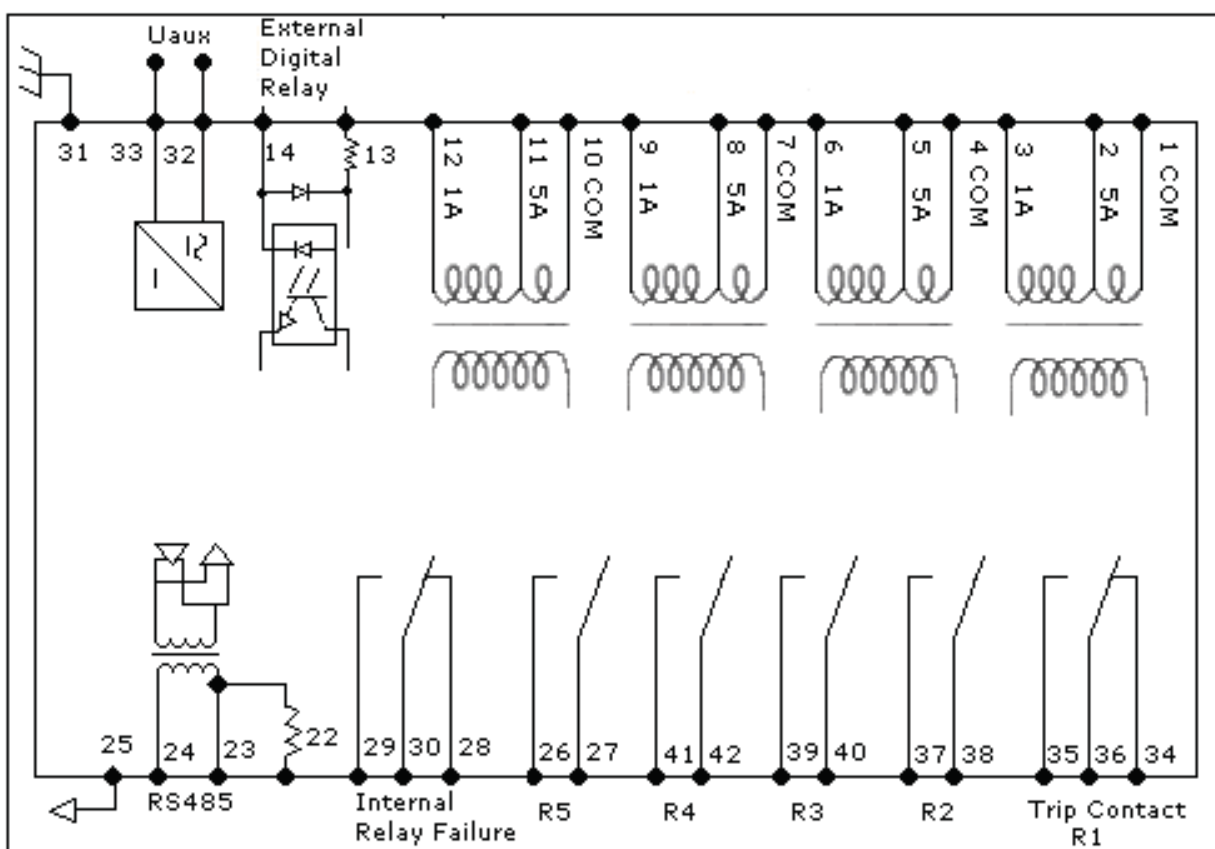 Uaux
External
Digital
Relay
31
33
32
14
13
12 1A
11 5A
10 COM
9 1A
8 5A
7 COM
6 1A
5 5A
4 COM
3 1A
2 5A
1 COM
25
24
23
22
29
30
28
26
27
41
42
39
40
37
38
35
36
34
RS485
Internal
Relay Failure
R5
R4
R3
R2
Trip Contact
R1